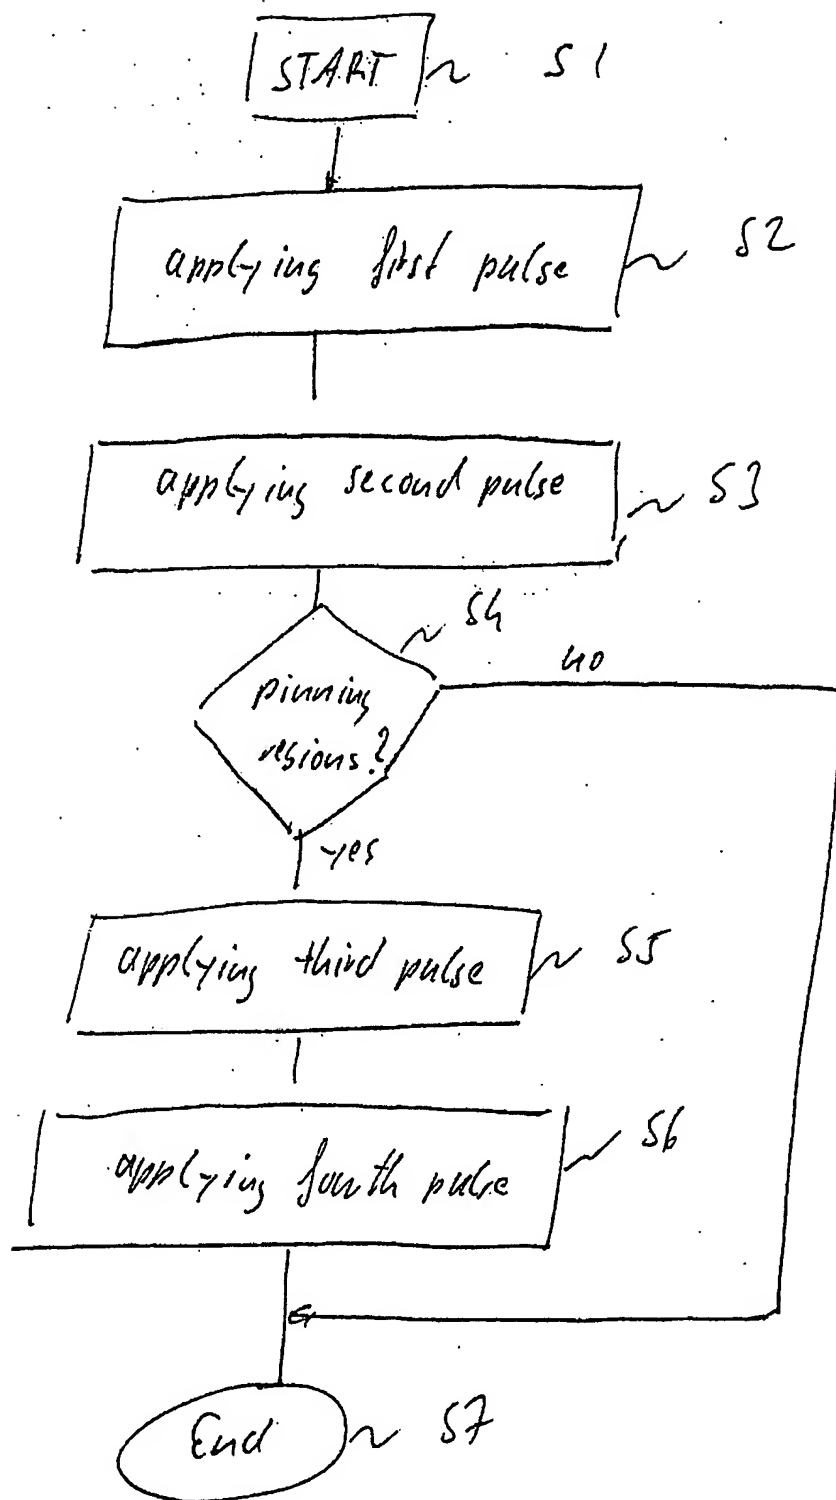 START S1
applying first pulse S2
applying second pulse S3
S4
no
pinning
regions?
yes
applying third pulse S5
applying fourth pulse S6
End S7